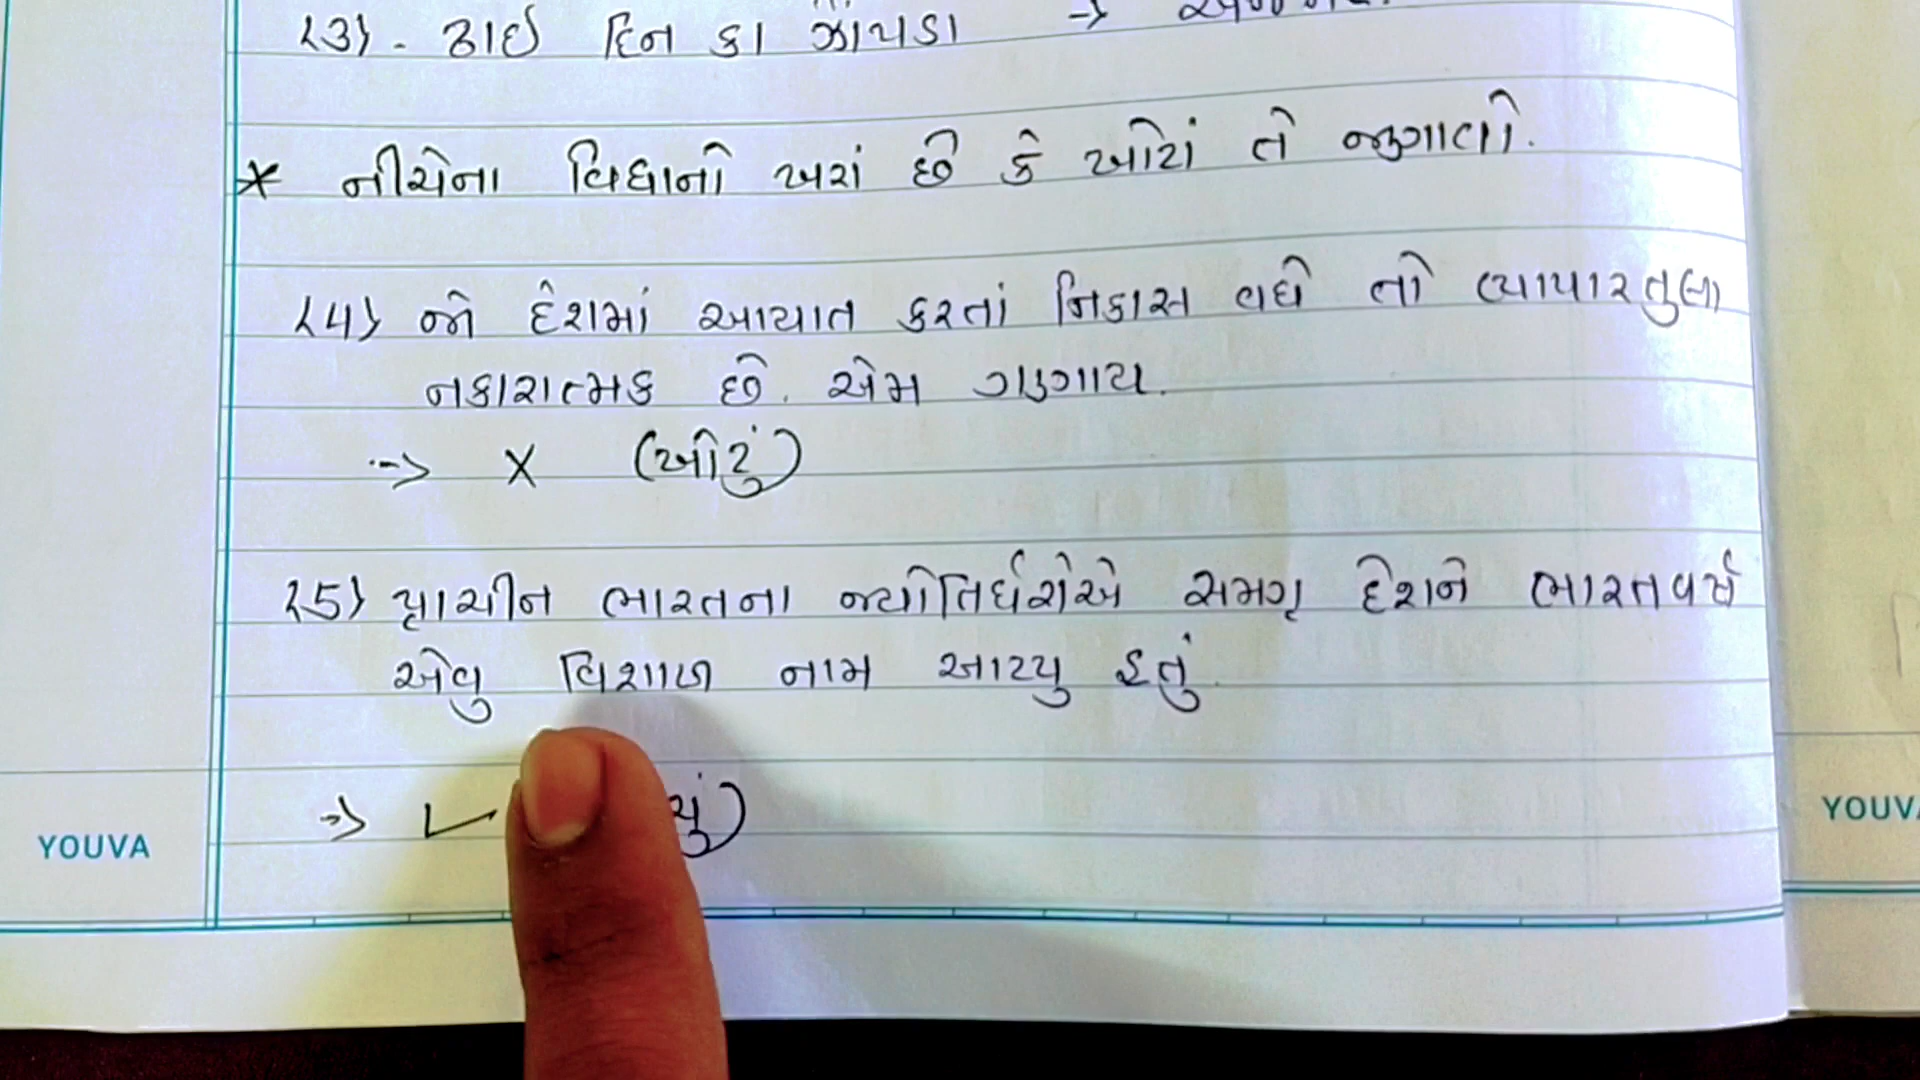 (3). ઢાઈ દિન કા ઝોંપડા →
* નીચેના વિધાનો ખરાં છે કે ખોટાં તે જણાવો.
(4) જો દેશમાં આયાત કરતાં નિકાસ વધે તો વ્યાપારતુલા
નકારાત્મક છે. એમ ગણાય.
→ X (ખોટું)
(5) પ્રાચીન ભારતના જ્યોતિર્ધરોએ સમગ્ર દેશને ભારતવર્ષ
એવુ વિશાળ નામ આપ્યુ હતું.
→ ✓
YOUVA